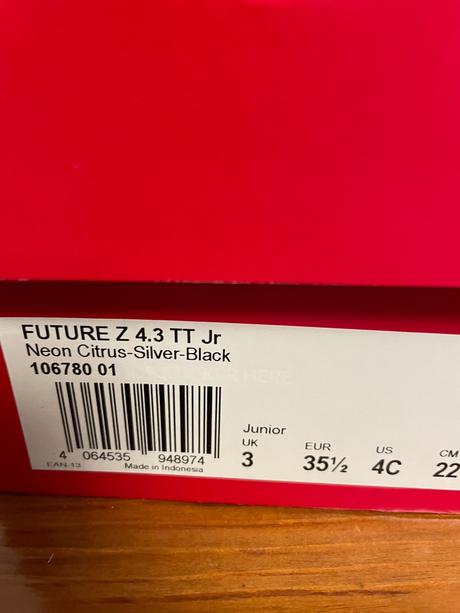 FUTURE Z 4.3 TT Jr
Neon Citrus-Silver-Black
106780 01
4 064535 948974
EAN-13 Made in Indonesia
Junior
UK EUR US CM
3 35½ 4C 22